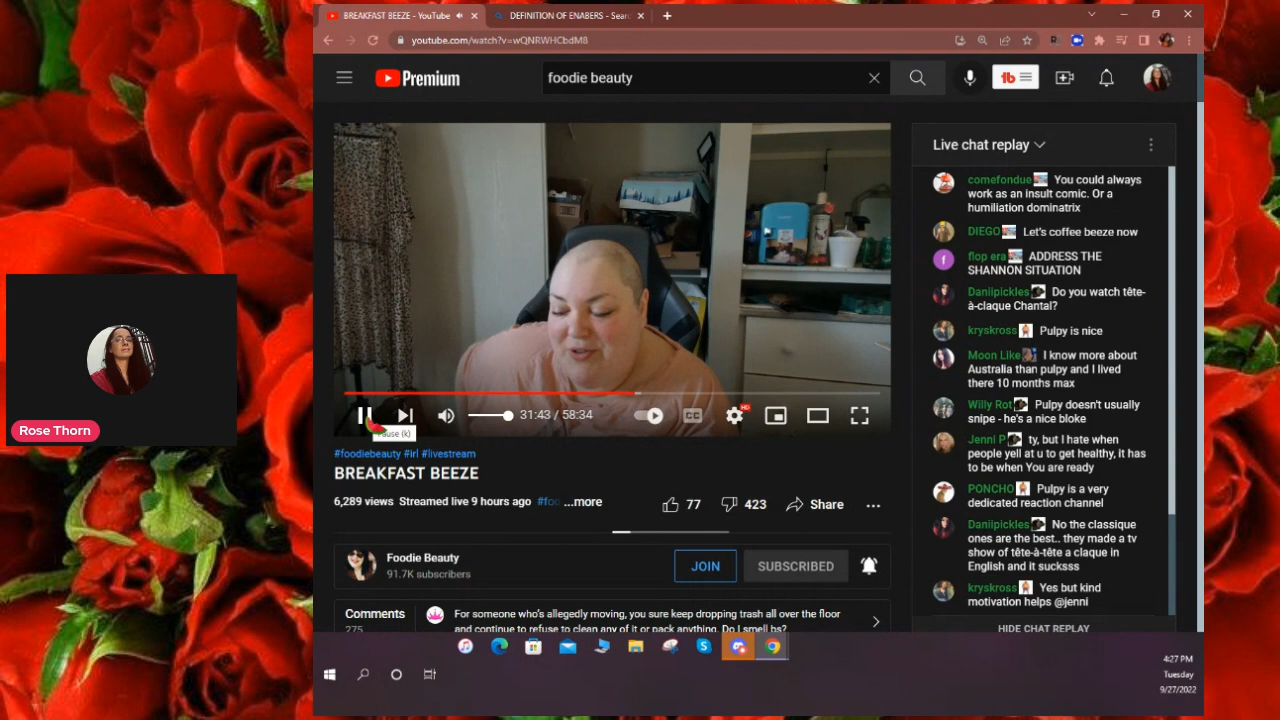 BREAKFAST BEEZE - YouTube
DEFINITION OF ENABERS - Sear
youtube.com/watch?v=wQNRWHCbdM8
Premium
foodie beauty
Live chat replay
comefondue You could always
work as an insult comic. Or a
humiliation dominatrix
DIEGO Let's coffee beeze now
flop era ADDRESS THE
SHANNON SITUATION
Daniipickles Do you watch tête-
à-claque Chantal?
kryskross Pulpy is nice
Moon Like I know more about
Australia than pulpy and I lived
there 10 months max
Willy Rot Pulpy doesn't usually
snipe - he's a nice bloke
Jenni P ty, but I hate when
people yell at u to get healthy, it has
to be when You are ready
PONCHO Pulpy is a very
dedicated reaction channel
Daniipickles No the classique
ones are the best.. they made a tv
show of tête-à-tête a claque in
English and it sucksss
kryskross Yes but kind
motivation helps @jenni
HIDE CHAT REPLAY
31:43 / 58:34
CC
HD
Pause (k)
Rose Thorn
#foodiebeauty #irl #livestream
BREAKFAST BEEZE
6,289 views Streamed live 9 hours ago #foo ...more
77
423
Share
Foodie Beauty
91.7K subscribers
JOIN
SUBSCRIBED
Comments
275
For someone who's allegedly moving, you sure keep dropping trash all over the floor
and continue to refuse to clean any of it or pack anything. Do I smell ba?
4:27 PM
Tuesday
9/27/2022